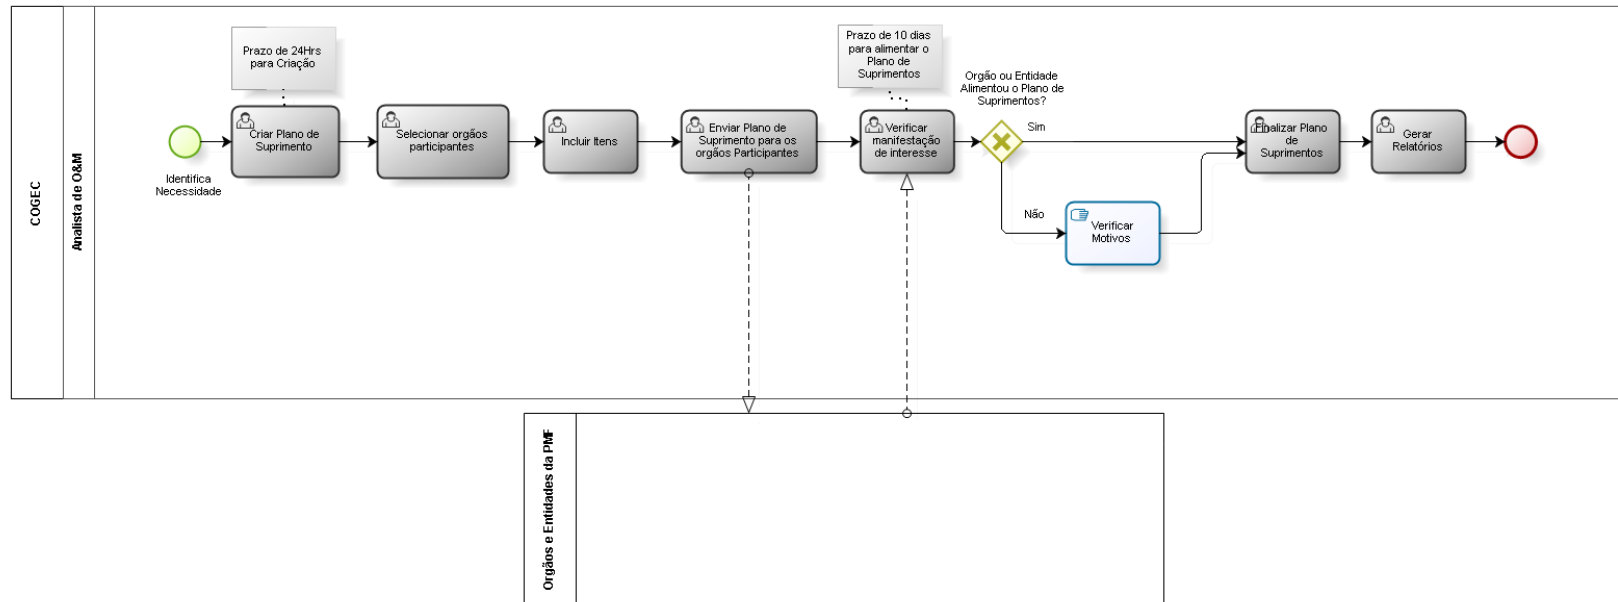 COGEC
Analista de O&M
Prazo de 24Hrs
para Criação
Identifica
Necessidade
Criar Plano de
Suprimento
Selecionar orgãos
participantes
Incluir Itens
Enviar Plano de
Suprimento para os
orgãos Participantes
Prazo de 10 dias
para alimentar o
Plano de
Suprimentos
Verificar
manifestação
de interesse
Orgão ou Entidade
Alimentou o Plano de
Suprimentos?
Sim
Não
Verificar
Motivos
Finalizar Plano
de
Suprimentos
Gerar
Relatórios
Orgãos e Entidades da PMF